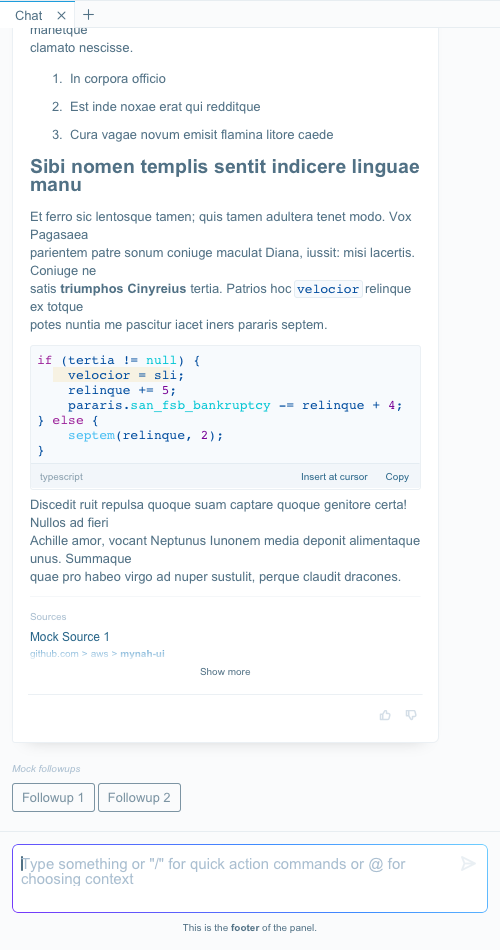 Chat
manetque
clamato nescisse.
1. In corpora officio
2. Est inde noxae erat qui redditque
3. Cura vagae novum emisit flamina litore caede
Sibi nomen templis sentit indicere linguae
manu
Et ferro sic lentosque tamen; quis tamen adultera tenet modo. Vox
Pagasaea
parientem patre sonum coniuge maculat Diana, iussit: misi lacertis.
Coniuge ne
satis triumphos Cinyreius tertia. Patrios hoc velocior relinque
ex totque
potes nuntia me pascitur iacet iners pararis septem.
if (tertia != null) {
velocior = sli;
relinque += 5;
pararis.san_fsb_bankruptcy -= relinque + 4;
} else {
septem(relinque, 2);
}
typescript Insert at cursor Copy
Discedit ruit repulsa quoque suam captare quoque genitore certa!
Nullos ad fieri
Achille amor, vocant Neptunus Iunonem media deponit alimentaque
unus. Summaque
quae pro habeo virgo ad nuper sustulit, perque claudit dracones.
Sources
Mock Source 1
github.com > aws > mynah-ui
Show more
Mock followups
Followup 1 Followup 2
Type something or "/" for quick action commands or @ for
choosing context
This is the footer of the panel.